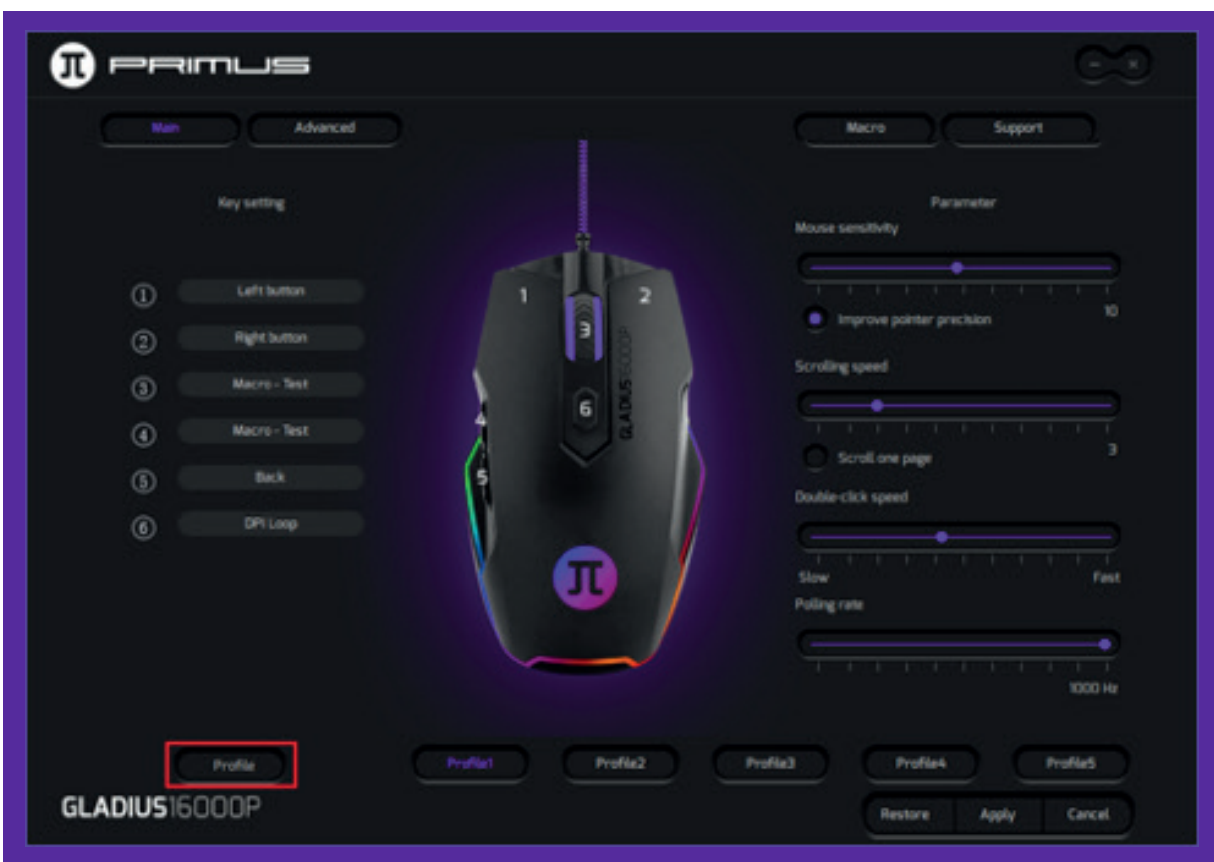 PRIMUS
Main
Advanced
Macro
Support
Key setting
① Left button
② Right button
③ Macro - Test
④ Macro - Test
⑤ Back
⑥ DPI Loop
1
2
3
4
5
6
GLADIUS16000P
Parameter
Mouse sensitivity
10
Improve pointer precision
Scrolling speed
3
Scroll one page
Double-click speed
Slow
Fast
Polling rate
1000 Hz
Profile
Profile1
Profile2
Profile3
Profile4
Profile5
GLADIUS16000P
Restore
Apply
Cancel